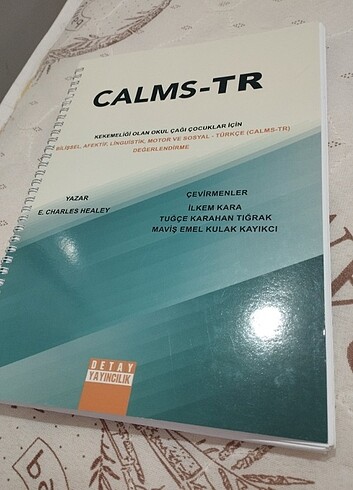 CALMS-TR
KEKEMELİĞİ OLAN OKUL ÇAĞI ÇOCUKLAR İÇİN
BİLİŞSEL, AFEKTİF, LİNGUİSTİK, MOTOR VE SOSYAL - TÜRKÇE (CALMS-TR)
DEĞERLENDİRME
YAZAR
E. CHARLES HEALEY
ÇEVİRMENLER
İLKEM KARA
TUĞÇE KARAHAN TIĞRAK
MAVİŞ EMEL KULAK KAYIKCI
DETAY
YAYINCILIK